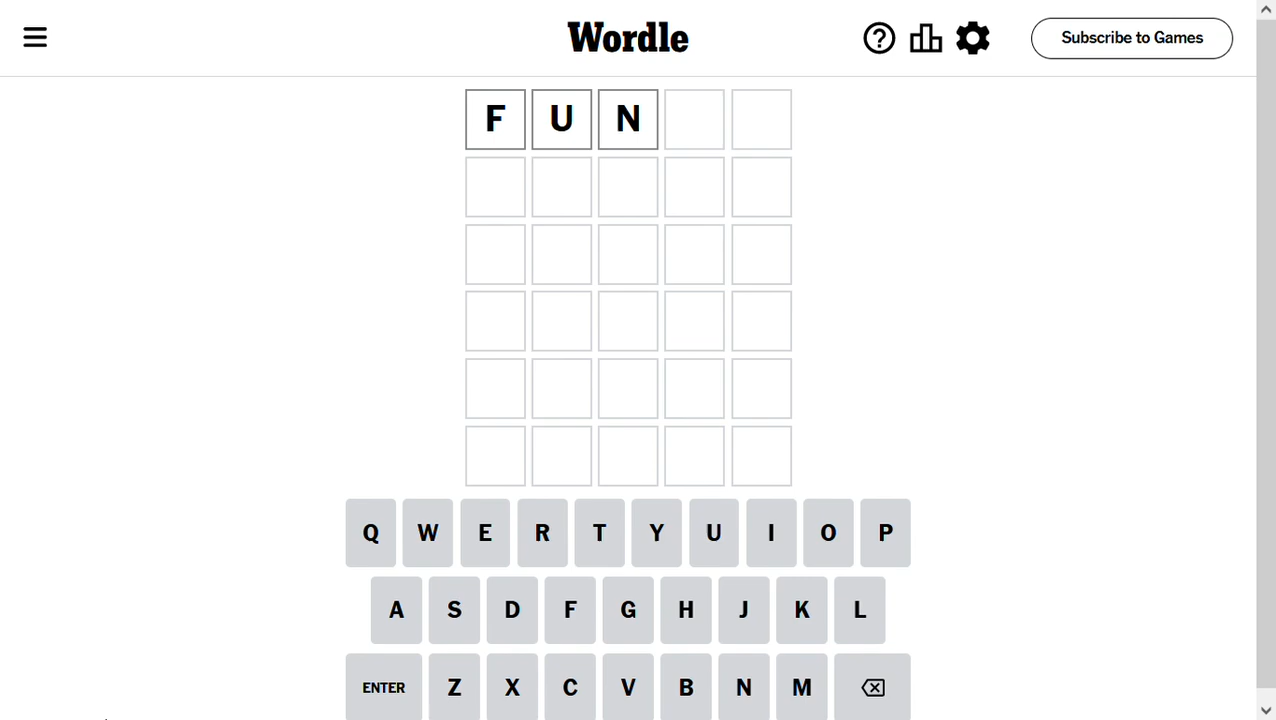 Wordle
Subscribe to Games
F U N
Q W E R T Y U I O P
A S D F G H J K L
ENTER Z X C V B N M